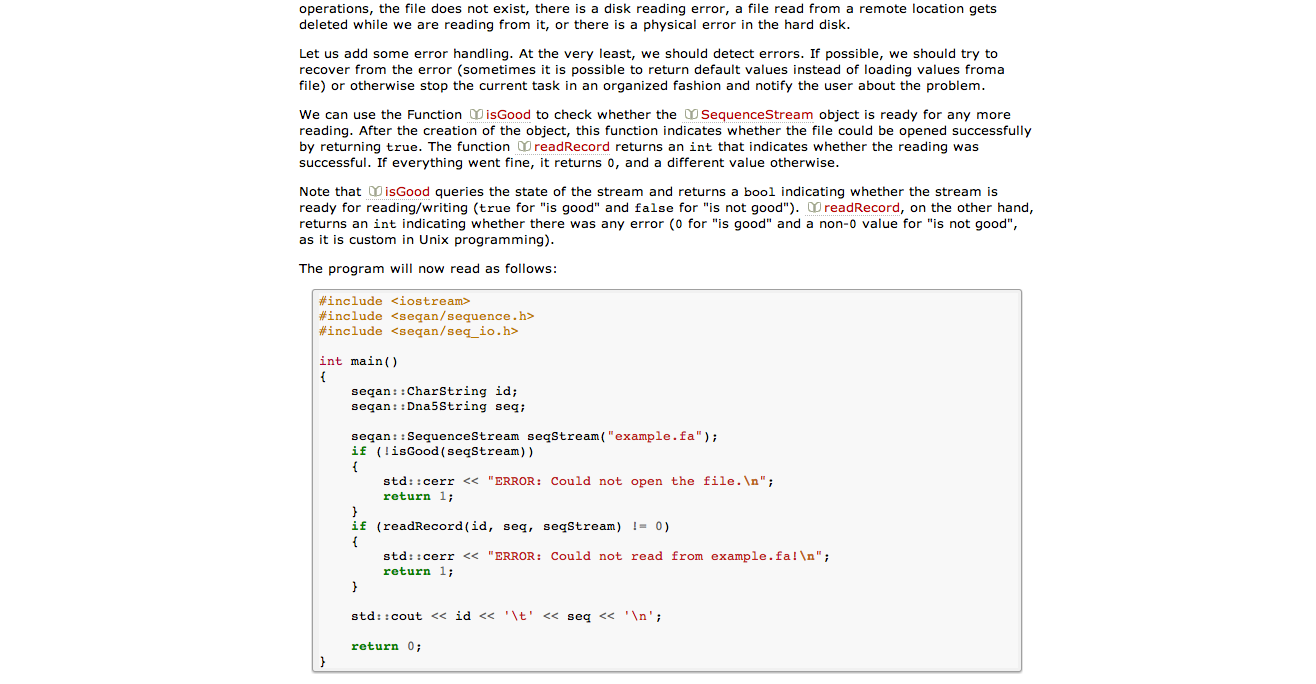 operations, the file does not exist, there is a disk reading error, a file read from a remote location gets
deleted while we are reading from it, or there is a physical error in the hard disk.
Let us add some error handling. At the very least, we should detect errors. If possible, we should try to
recover from the error (sometimes it is possible to return default values instead of loading values froma
file) or otherwise stop the current task in an organized fashion and notify the user about the problem.
We can use the Function isGood to check whether the SequenceStream object is ready for any more
reading. After the creation of the object, this function indicates whether the file could be opened successfully
by returning true. The function readRecord returns an int that indicates whether the reading was
successful. If everything went fine, it returns 0, and a different value otherwise.
Note that isGood queries the state of the stream and returns a bool indicating whether the stream is
ready for reading/writing (true for "is good" and false for "is not good"). readRecord, on the other hand,
returns an int indicating whether there was any error (0 for "is good" and a non-0 value for "is not good",
as it is custom in Unix programming).
The program will now read as follows:
#include <iostream>
#include <seqan/sequence.h>
#include <seqan/seq_io.h>
int main()
{
    seqan::CharString id;
    seqan::Dna5String seq;
    seqan::SequenceStream seqStream("example.fa");
    if (!isGood(seqStream))
    {
        std::cerr << "ERROR: Could not open the file.\n";
        return 1;
    }
    if (readRecord(id, seq, seqStream) != 0)
    {
        std::cerr << "ERROR: Could not read from example.fa!\n";
        return 1;
    }
    std::cout << id << '\t' << seq << '\n';
    return 0;
}